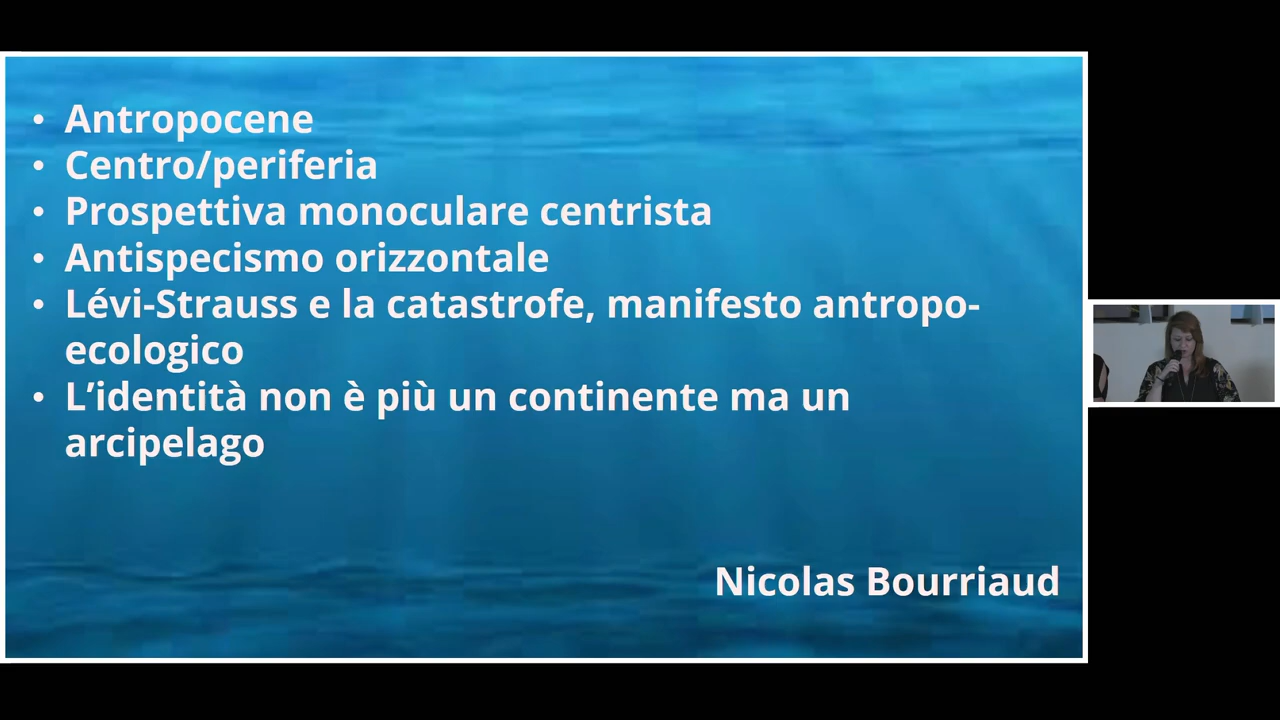 • Antropocene
• Centro/periferia
• Prospettiva monoculare centrista
• Antispecismo orizzontale
• Lévi-Strauss e la catastrofe, manifesto antropo-
ecologico
• L’identità non è più un continente ma un
arcipelago
Nicolas Bourriaud